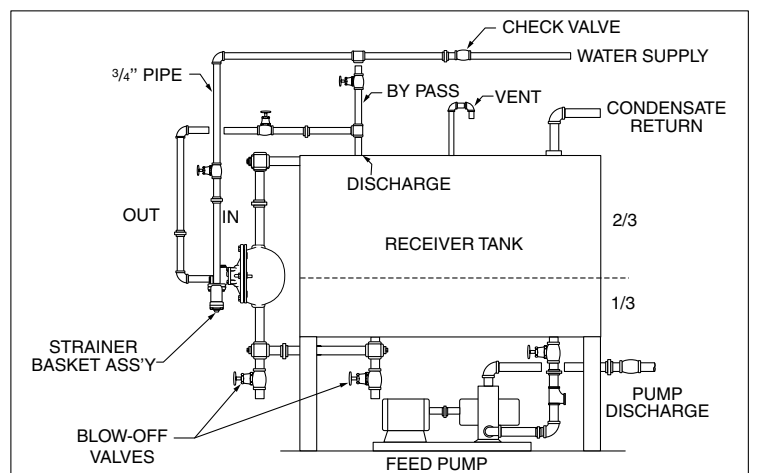 CHECK VALVE
WATER SUPPLY
3/4” PIPE
BY PASS
VENT
CONDENSATE
RETURN
DISCHARGE
OUT
IN
2/3
RECEIVER TANK
1/3
STRAINER
BASKET ASS'Y
PUMP
DISCHARGE
BLOW-OFF
VALVES
FEED PUMP